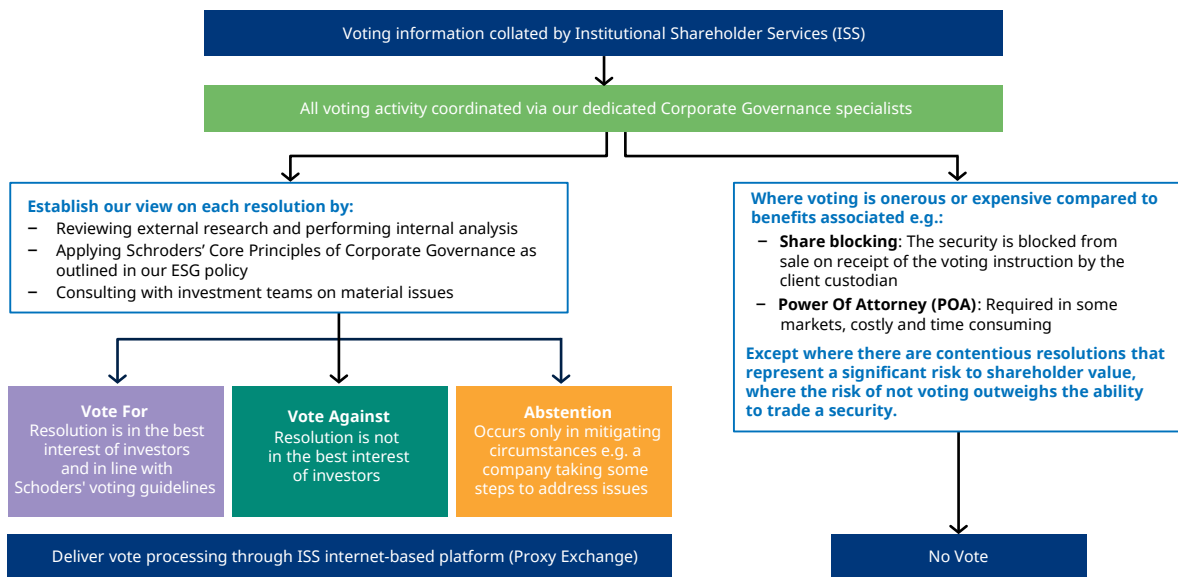 Voting information collated by Institutional Shareholder Services (ISS)
All voting activity coordinated via our dedicated Corporate Governance specialists
Establish our view on each resolution by:
– Reviewing external research and performing internal analysis
– Applying Schroders' Core Principles of Corporate Governance as
outlined in our ESG policy
– Consulting with investment teams on material issues
Where voting is onerous or expensive compared to
benefits associated e.g.:
– Share blocking: The security is blocked from
sale on receipt of the voting instruction by the
client custodian
– Power Of Attorney (POA): Required in some
markets, costly and time consuming
Except where there are contentious resolutions that
represent a significant risk to shareholder value,
where the risk of not voting outweighs the ability
to trade a security.
Vote For
Resolution is in the best
interest of investors
and in line with
Schoders' voting guidelines
Vote Against
Resolution is not
in the best interest
of investors
Abstention
Occurs only in mitigating
circumstances e.g. a
company taking some
steps to address issues
Deliver vote processing through ISS internet-based platform (Proxy Exchange)
No Vote